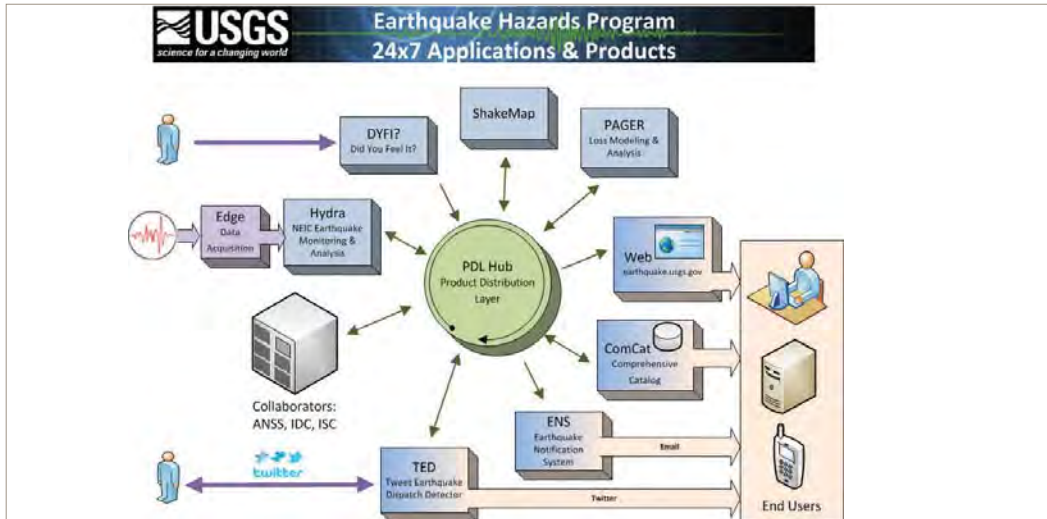 USGS
science for a changing world
Earthquake Hazards Program
24x7 Applications & Products
DYFI?
Did You Feel It?
ShakeMap
PAGER
Loss Modeling &
Analysis
Edge
Data
Acquisition
Hydra
NEIC Earthquake
Monitoring &
Analysis
PDL Hub
Product Distribution
Layer
Web
earthquake.usgs.gov
ComCat
Comprehensive
Catalog
Collaborators:
ANSS, IDC, ISC
ENS
Earthquake
Notification
System
Email
twitter
TED
Tweet Earthquake
Dispatch Detector
Twitter
End Users